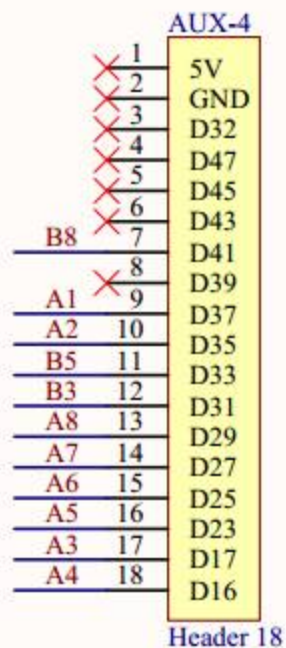 AUX-4
1 5V
2 GND
3 D32
4 D47
5 D45
6 D43
B8 7 D41
8 D39
A1 9 D37
A2 10 D35
B5 11 D33
B3 12 D31
A8 13 D29
A7 14 D27
A6 15 D25
A5 16 D23
A3 17 D17
A4 18 D16
Header 18